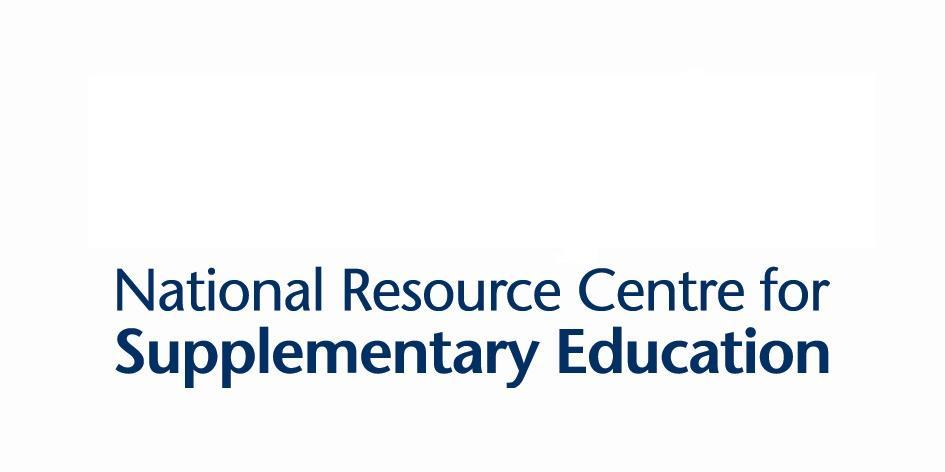 National Resource Centre for
Supplementary Education